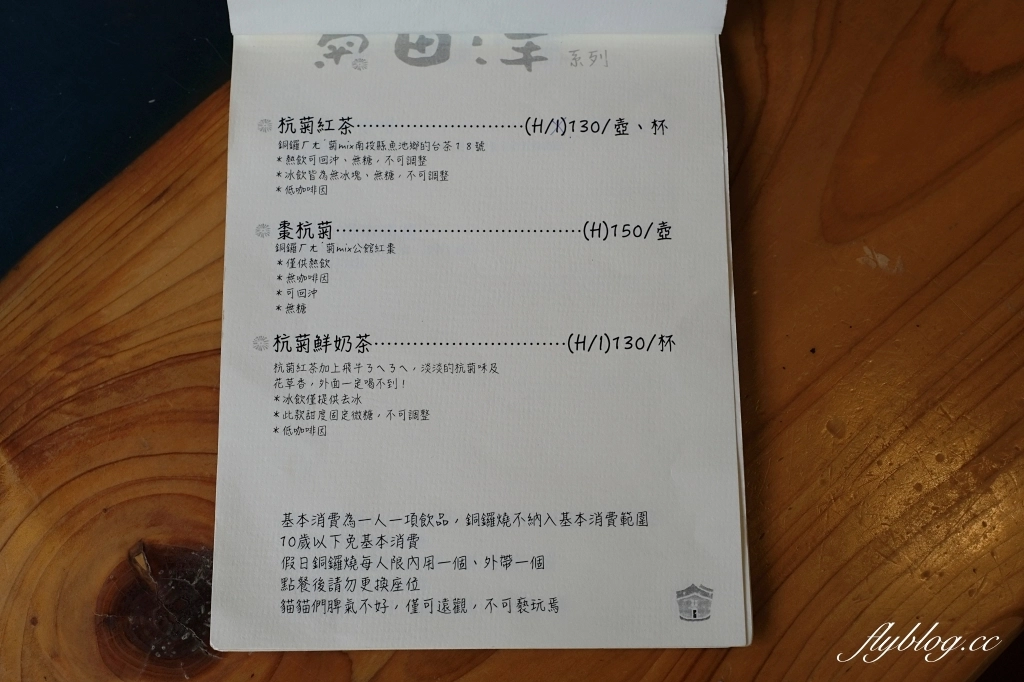 菊田洋 系列
杭菊紅茶⋯⋯⋯⋯⋯⋯⋯⋯⋯(H/I)130/壺、杯
銅鑼ㄏㄤˊ菊mix南投縣魚池鄉的台茶18號
*熱飲可回沖、無糖，不可調整
*冰飲皆為無冰塊、無糖，不可調整
*低咖啡因
棗杭菊⋯⋯⋯⋯⋯⋯⋯⋯⋯⋯⋯⋯⋯(H)150/壺
銅鑼ㄏㄤˊ菊mix公館紅棗
*僅供熱飲
*無咖啡因
*可回沖
*無糖
杭菊鮮奶茶⋯⋯⋯⋯⋯⋯⋯⋯⋯⋯(H/I)130/杯
杭菊紅茶加上飛牛ㄋㄟㄋㄟ，淡淡的杭菊味及
花草香，外面一定喝不到！
*冰飲僅提供去冰
*此款甜度固定微糖，不可調整
*低咖啡因
基本消費為一人一項飲品，銅鑼燒不納入基本消費範圍
10歲以下免基本消費
假日銅鑼燒每人限內用一個、外帶一個
點餐後請勿更換座位
貓貓們脾氣不好，僅可遠觀，不可褻玩焉
flyblog.cc